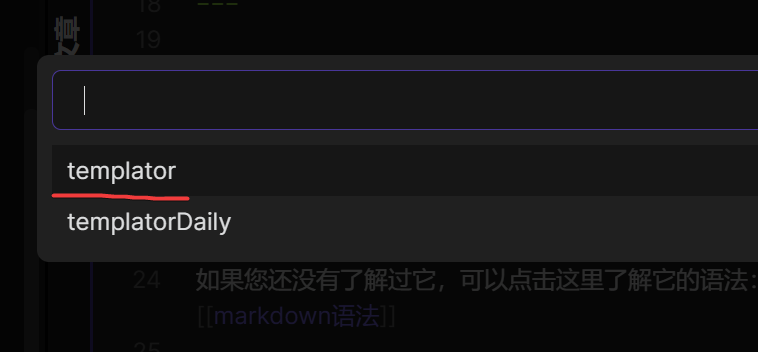 18 ---
文章
19
templator
templatorDaily
24 如果您还没有了解过它，可以点击这里了解它的语法：
[[markdown语法]]
25